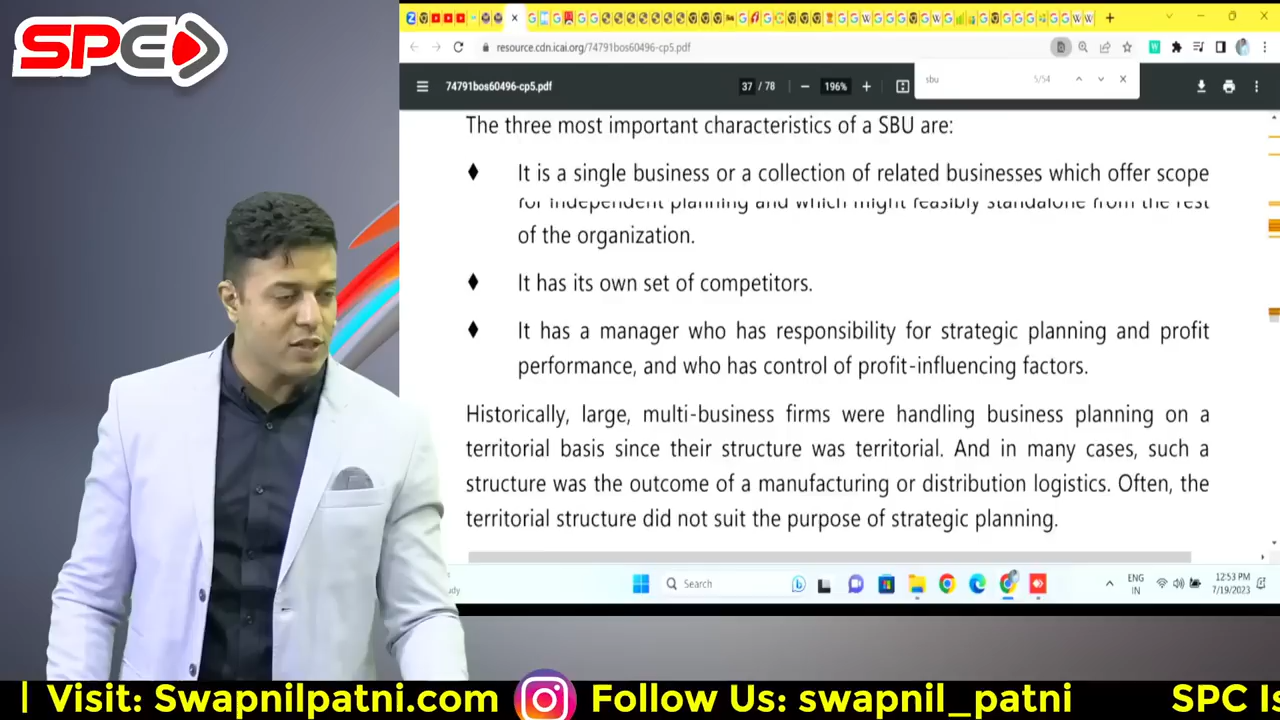 SPC
resource.cdn.icai.org/74791bos60496-cp5.pdf
74791bos60496-cp5.pdf
37 / 78
196%
sbu
5/54
The three most important characteristics of a SBU are:
♦ It is a single business or a collection of related businesses which offer scope
for independent planning and which might feasibly standalone from the rest
of the organization.
♦ It has its own set of competitors.
♦ It has a manager who has responsibility for strategic planning and profit
performance, and who has control of profit-influencing factors.
Historically, large, multi-business firms were handling business planning on a
territorial basis since their structure was territorial. And in many cases, such a
structure was the outcome of a manufacturing or distribution logistics. Often, the
territorial structure did not suit the purpose of strategic planning.
Search
ENG
IN
12:53 PM
7/19/2023
| Visit: Swapnilpatni.com Follow Us: swapnil_patni SPC Is